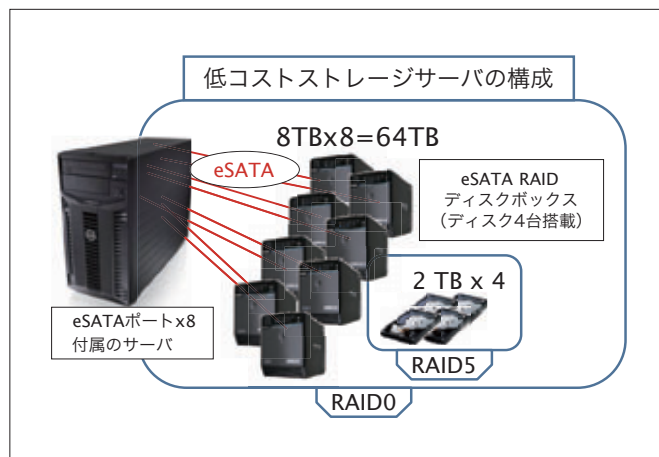 低コストストレージサーバの構成
8TBx8=64TB
eSATA
eSATA RAID
ディスクボックス
（ディスク4台搭載）
2 TB x 4
eSATAポートx8
付属のサーバ
RAID5
RAID0